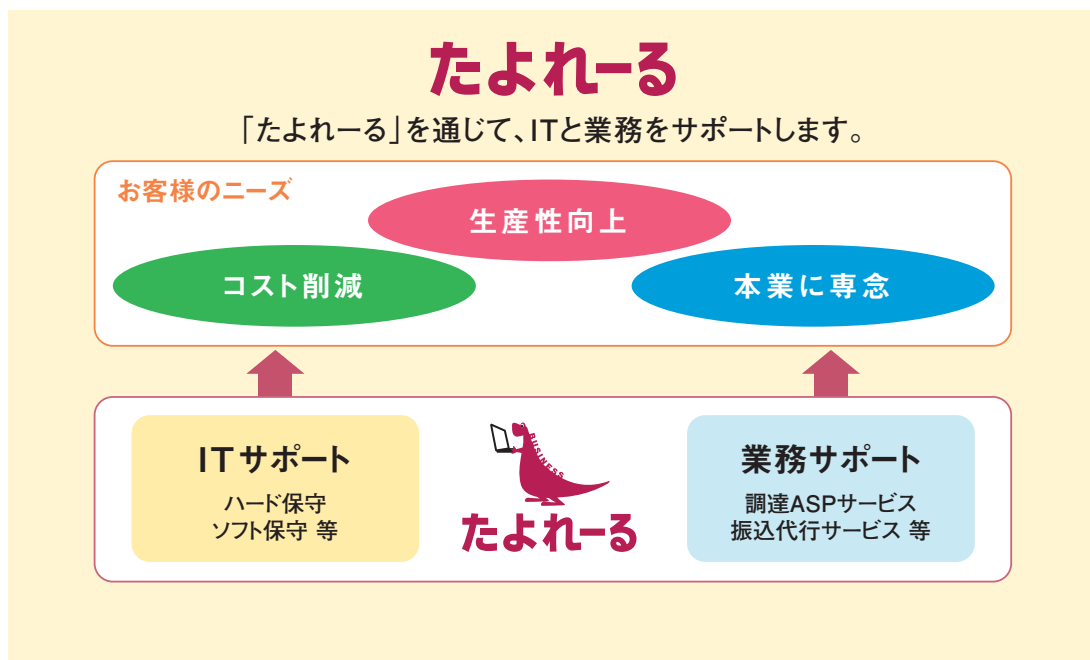 たよれーる
「たよれーる」を通じて、ITと業務をサポートします。
お客様のニーズ
生産性向上
コスト削減
本業に専念
ITサポート
ハード保守
ソフト保守 等
BUSINESS
たよれーる
業務サポート
調達ASPサービス
振込代行サービス 等